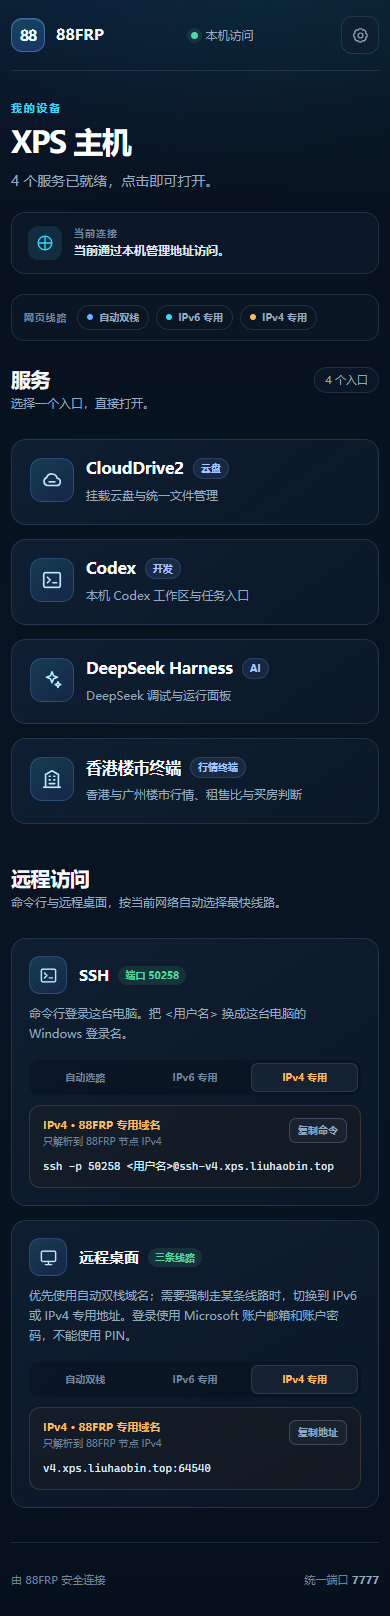 88 88FRP 本机访问
我的设备
XPS 主机
4 个服务已就绪，点击即可打开。
当前连接
当前通过本机管理地址访问。
网页线路 自动双栈 IPv6 专用 IPv4 专用
服务 4 个入口
选择一个入口，直接打开。
CloudDrive2 云盘
挂载云盘与统一文件管理
Codex 开发
本机 Codex 工作区与任务入口
DeepSeek Harness AI
DeepSeek 调试与运行面板
香港楼市终端 行情终端
香港与广州楼市行情、租售比与买房判断
远程访问
命令行与远程桌面，按当前网络自动选择最快线路。
SSH 端口 50258
命令行登录这台电脑。把 <用户名> 换成这台电脑的
Windows 登录名。
自动选路 IPv6 专用 IPv4 专用
IPv4 • 88FRP 专用域名
只解析到 88FRP 节点 IPv4
复制命令
ssh -p 50258 <用户名>@ssh-v4.xps.liuhaobin.top
远程桌面 三条线路
优先使用自动双栈域名；需要强制走某条线路时，切换到 IPv6
或 IPv4 专用地址。登录使用 Microsoft 账户邮箱和账户密
码，不能使用 PIN。
自动双栈 IPv6 专用 IPv4 专用
IPv4 • 88FRP 专用域名
只解析到 88FRP 节点 IPv4
复制地址
v4.xps.liuhaobin.top:64540
由 88FRP 安全连接 统一端口 7777